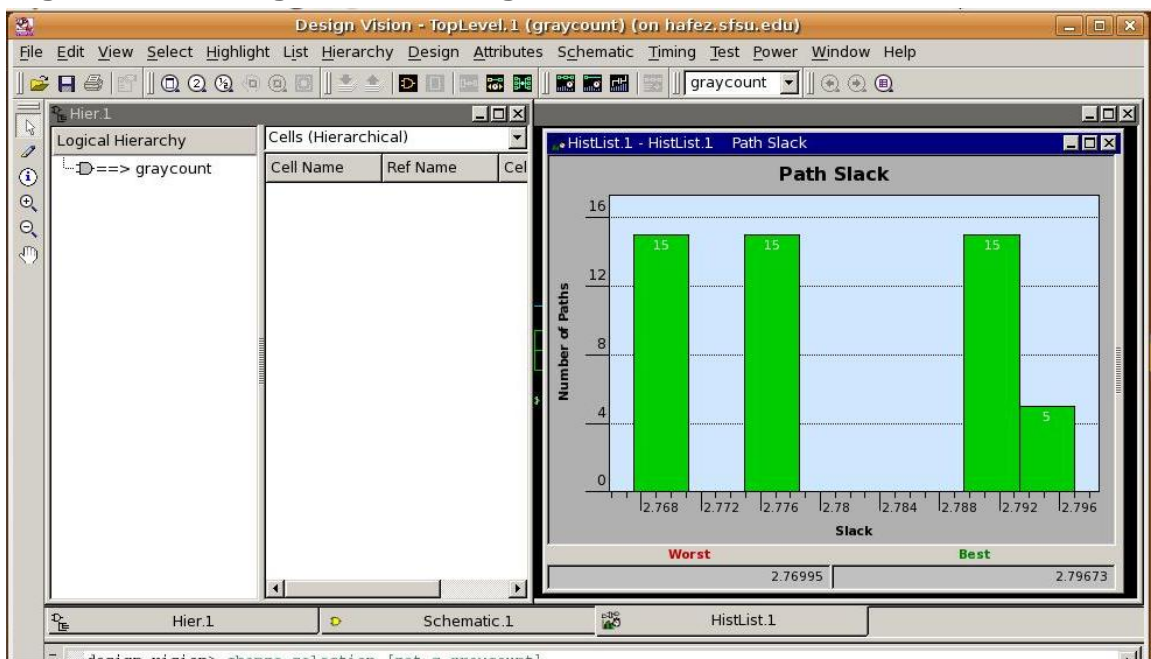 Design Vision - TopLevel.1 (graycount) (on hafez.sfsu.edu)
File Edit View Select Highlight List Hierarchy Design Attributes Schematic Timing Test Power Window Help
graycount
Hier.1
Logical Hierarchy
==> graycount
Cells (Hierarchical)
Cell Name Ref Name Cel
HistList.1 - HistList.1 Path Slack
Path Slack
Number of Paths
16
12
8
4
0
15 15 15 5
2.768 2.772 2.776 2.78 2.784 2.788 2.792 2.796
Slack
Worst Best
2.76995 2.79673
Hier.1 Schematic.1 HistList.1